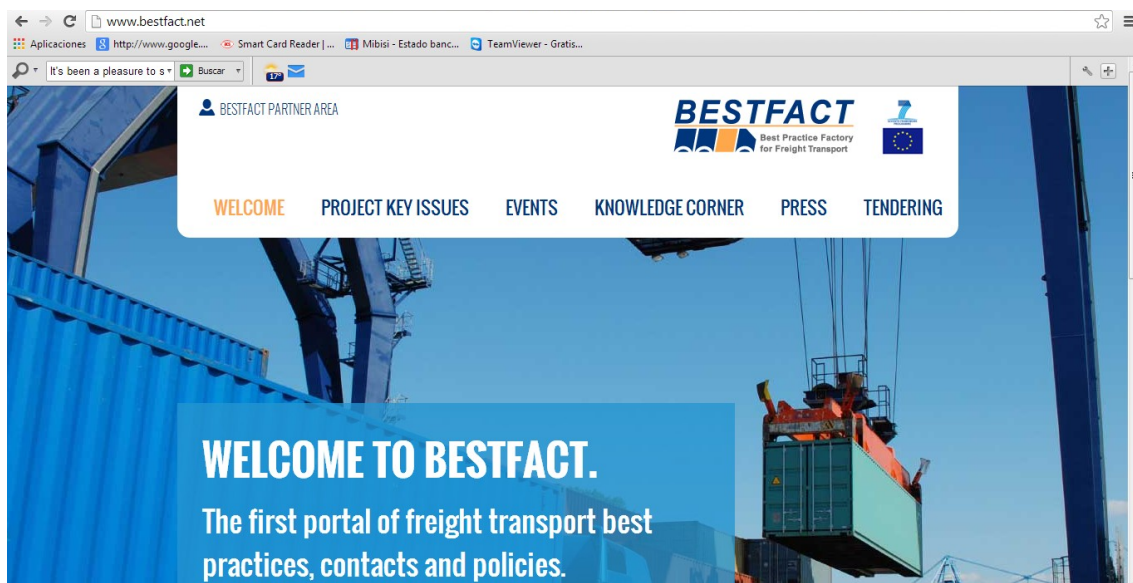 www.bestfact.net
Aplicaciones http://www.google.... Smart Card Reader | ... Mibisi - Estado banc... TeamViewer - Gratis...
It's been a pleasure to s Buscar 17°
BESTFACT PARTNER AREA
BESTFACT
Best Practice Factory
for Freight Transport
WELCOME PROJECT KEY ISSUES EVENTS KNOWLEDGE CORNER PRESS TENDERING
WELCOME TO BESTFACT.
The first portal of freight transport best
practices, contacts and policies.